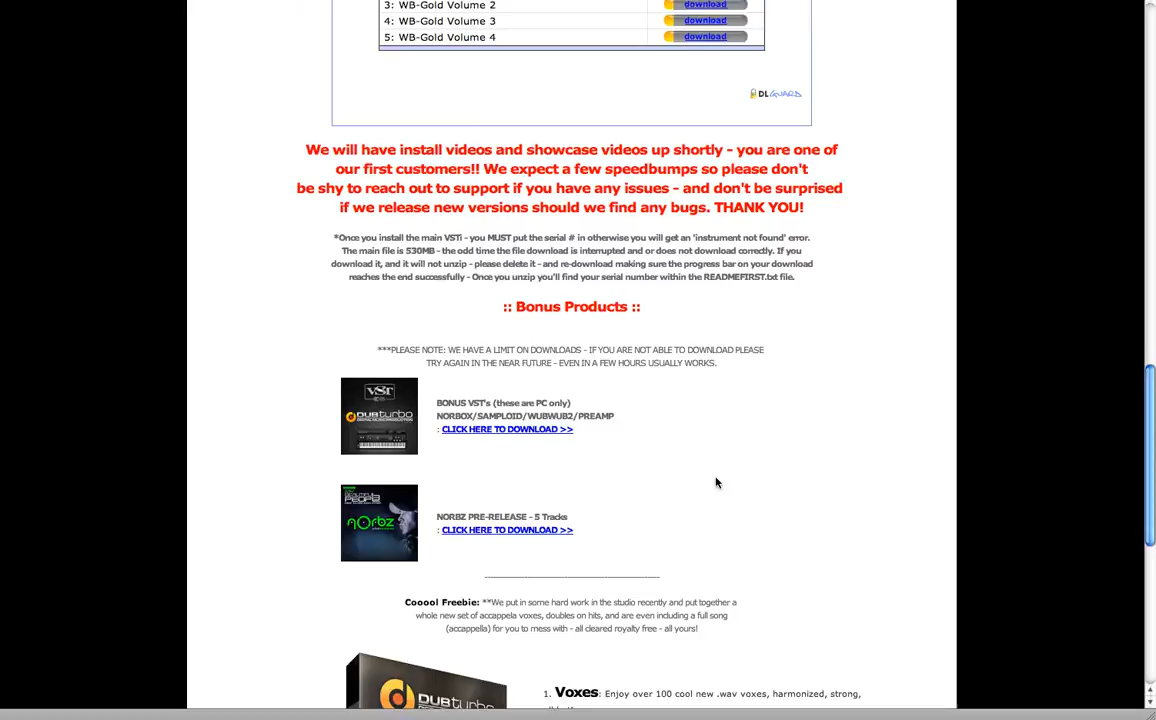 3: WB-Gold Volume 2 download
4: WB-Gold Volume 3 download
5: WB-Gold Volume 4 download
DLGUARD
We will have install videos and showcase videos up shortly - you are one of
our first customers!! We expect a few speedbumps so please don't
be shy to reach out to support if you have any issues - and don't be surprised
if we release new versions should we find any bugs. THANK YOU!
*Once you install the main VSTi - you MUST put the serial # in otherwise you will get an 'instrument not found' error.
The main file is 530MB - the odd time the file download is interrupted and or does not download correctly. If you
download it, and it will not unzip - please delete it - and re-download making sure the progress bar on your download
reaches the end successfully - Once you unzip you'll find your serial number within the READMEFIRST.txt file.
:: Bonus Products ::
***PLEASE NOTE: WE HAVE A LIMIT ON DOWNLOADS - IF YOU ARE NOT ABLE TO DOWNLOAD PLEASE
TRY AGAIN IN THE NEAR FUTURE - EVEN IN A FEW HOURS USUALLY WORKS.
VST
DUBturbo
BONUS VST's (these are PC only)
NORBOX/SAMPLOID/WUBWUB2/PREAMP
: CLICK HERE TO DOWNLOAD >>
BEAUTIFUL
PEOPLE
nOrbz
NORBZ PRE-RELEASE - 5 Tracks
: CLICK HERE TO DOWNLOAD >>
Cooool Freebie: **We put in some hard work in the studio recently and put together a
whole new set of accappela voxes, doubles on hits, and are even including a full song
(accappella) for you to mess with - all cleared royalty free - all yours!
DUBturbo
1. Voxes: Enjoy over 100 cool new .wav voxes, harmonized, strong,